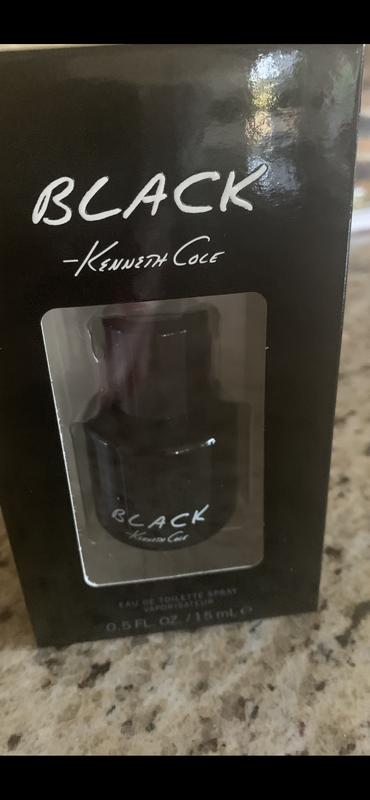 BLACK
-KENNETH COLE
BLACK
-KENNETH COLE
EAU DE TOILETTE SPRAY
VAPORISATEUR
0.5 FL. OZ. / 15 mL ℮